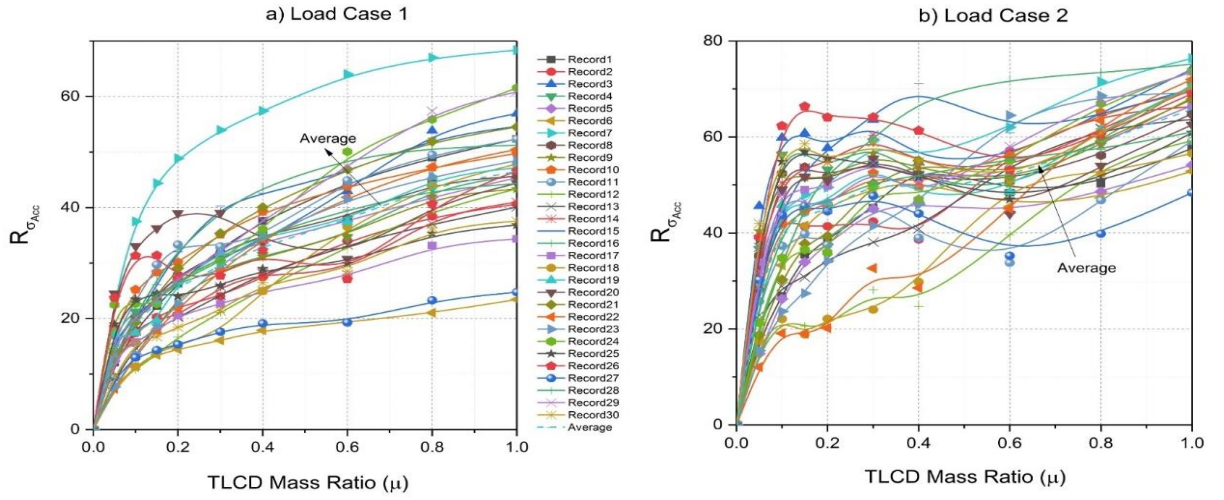 a) Load Case 1
R σAcc
60
40
20
0
0.0 0.2 0.4 0.6 0.8 1.0
TLCD Mass Ratio (μ)
Average
Record1
Record2
Record3
Record4
Record5
Record6
Record7
Record8
Record9
Record10
Record11
Record12
Record13
Record14
Record15
Record16
Record17
Record18
Record19
Record20
Record21
Record22
Record23
Record24
Record25
Record26
Record27
Record28
Record29
Record30
Average
b) Load Case 2
R σAcc
80
60
40
20
0
0.0 0.2 0.4 0.6 0.8 1.0
TLCD Mass Ratio (μ)
Average